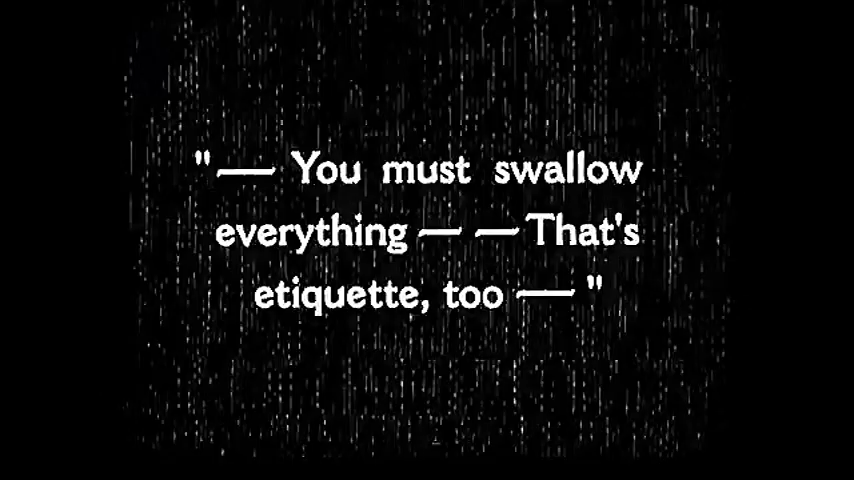 "— You must swallow
everything — — That's
etiquette, too — "